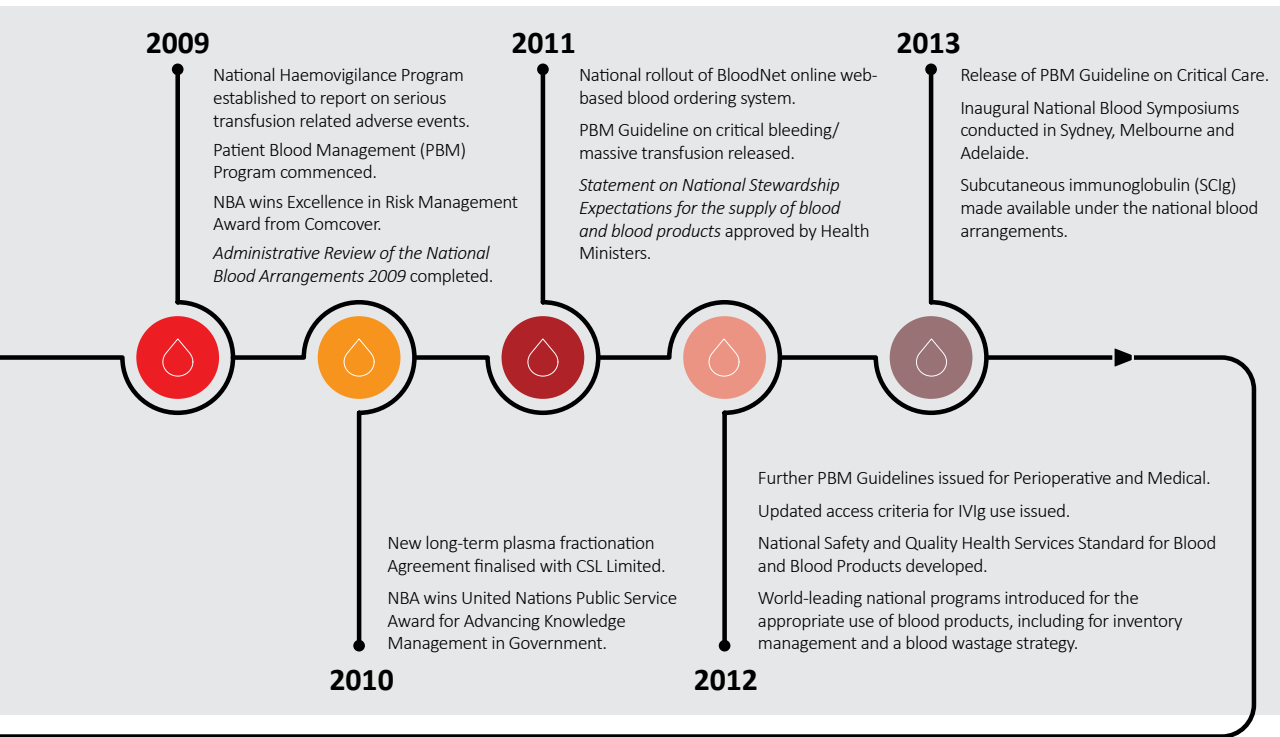 2009
National Haemovigilance Program
established to report on serious
transfusion related adverse events.
Patient Blood Management (PBM)
Program commenced.
NBA wins Excellence in Risk Management
Award from Comcover.
Administrative Review of the National
Blood Arrangements 2009 completed.
2011
National rollout of BloodNet online web-
based blood ordering system.
PBM Guideline on critical bleeding/
massive transfusion released.
Statement on National Stewardship
Expectations for the supply of blood
and blood products approved by Health
Ministers.
2013
Release of PBM Guideline on Critical Care.
Inaugural National Blood Symposiums
conducted in Sydney, Melbourne and
Adelaide.
Subcutaneous immunoglobulin (SCIg)
made available under the national blood
arrangements.
New long-term plasma fractionation
Agreement finalised with CSL Limited.
NBA wins United Nations Public Service
Award for Advancing Knowledge
Management in Government.
2010
Further PBM Guidelines issued for Perioperative and Medical.
Updated access criteria for IVIg use issued.
National Safety and Quality Health Services Standard for Blood
and Blood Products developed.
World-leading national programs introduced for the
appropriate use of blood products, including for inventory
management and a blood wastage strategy.
2012